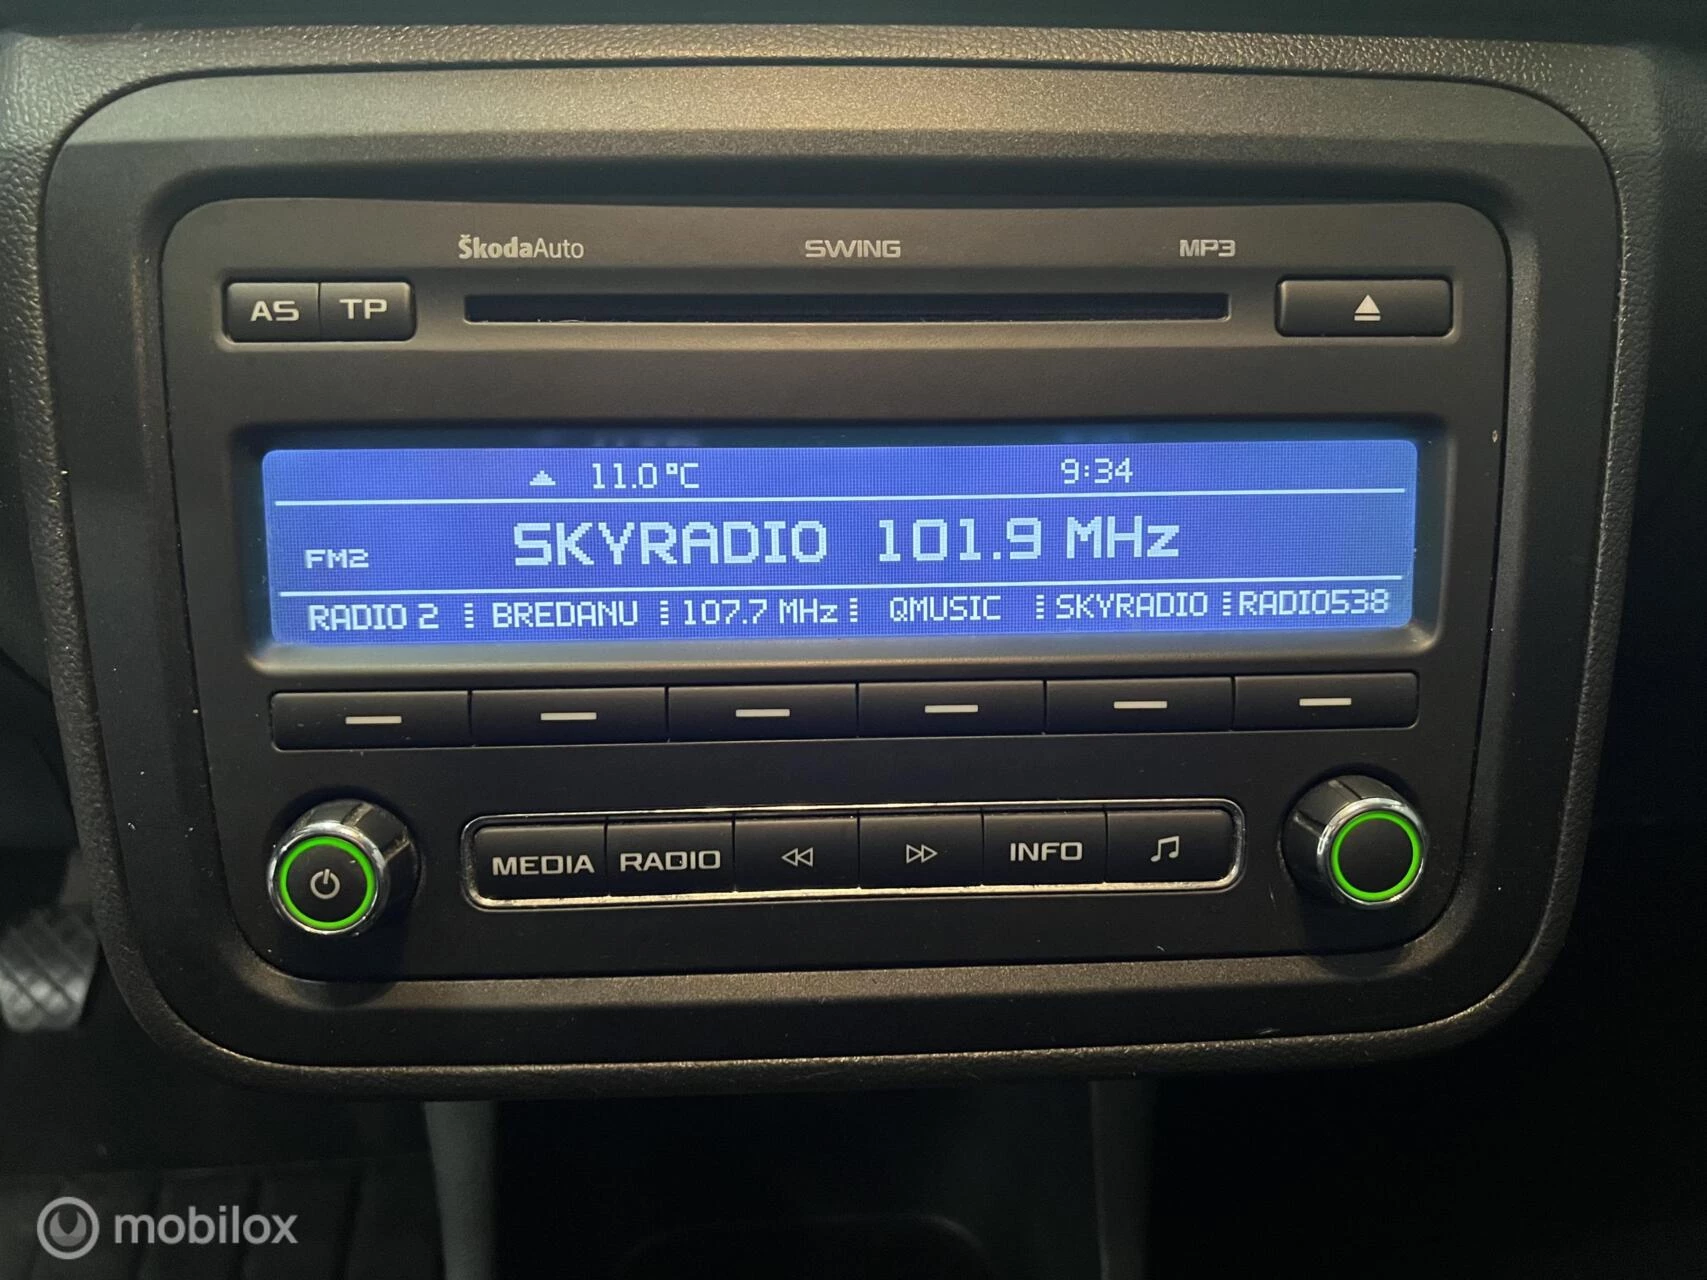 ŠkodaAuto SWING MP3
AS TP
11.0°C 9:34
FM2 SKYRADIO 101.9 MHz
RADIO 2 BREDANU 107.7 MHz QMUSIC SKYRADIO RADIO538
MEDIA RADIO INFO
mobilox